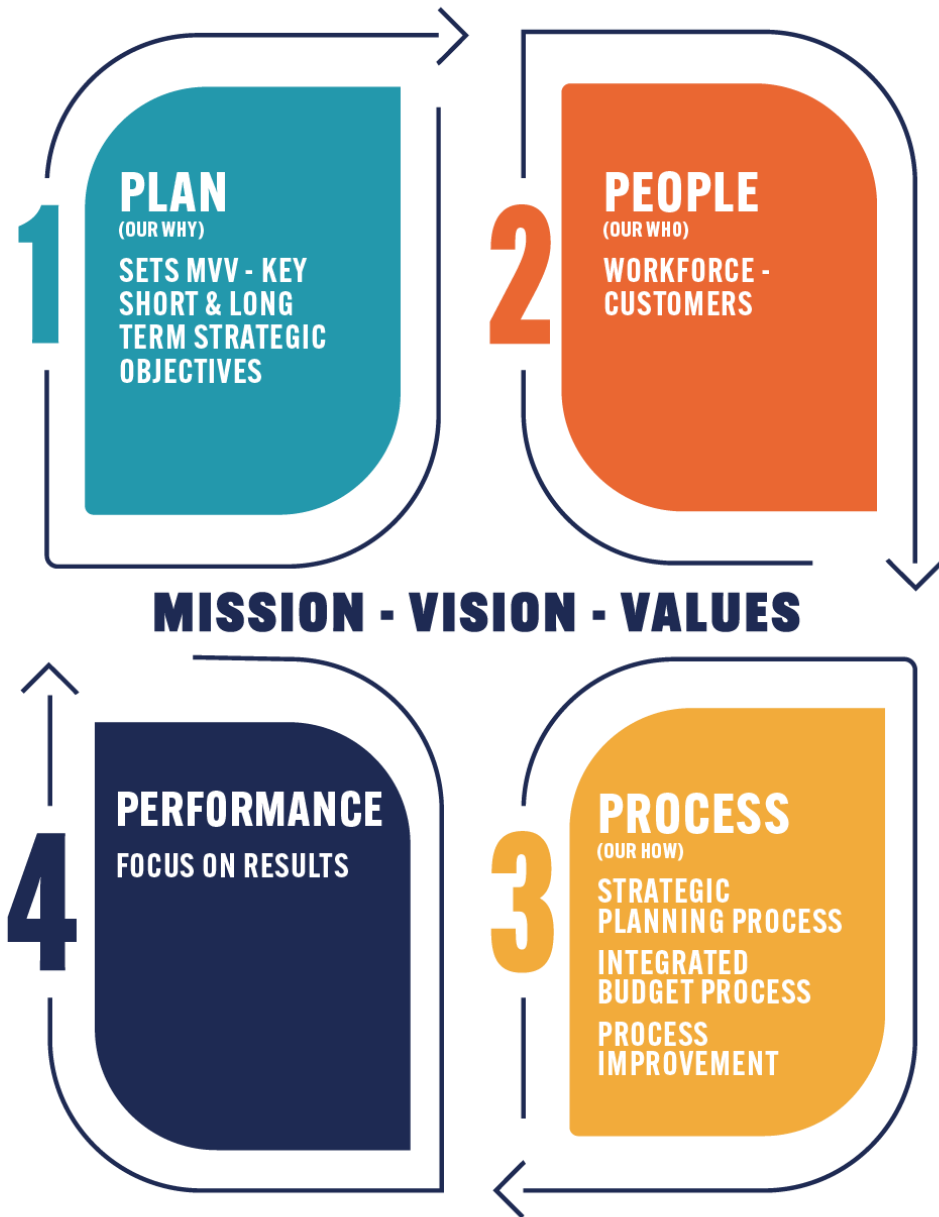 1
PLAN
(OUR WHY)
SETS MVV - KEY
SHORT & LONG
TERM STRATEGIC
OBJECTIVES
2
PEOPLE
(OUR WHO)
WORKFORCE -
CUSTOMERS
MISSION - VISION - VALUES
3
PROCESS
(OUR HOW)
STRATEGIC
PLANNING PROCESS
INTEGRATED
BUDGET PROCESS
PROCESS
IMPROVEMENT
4
PERFORMANCE
FOCUS ON RESULTS